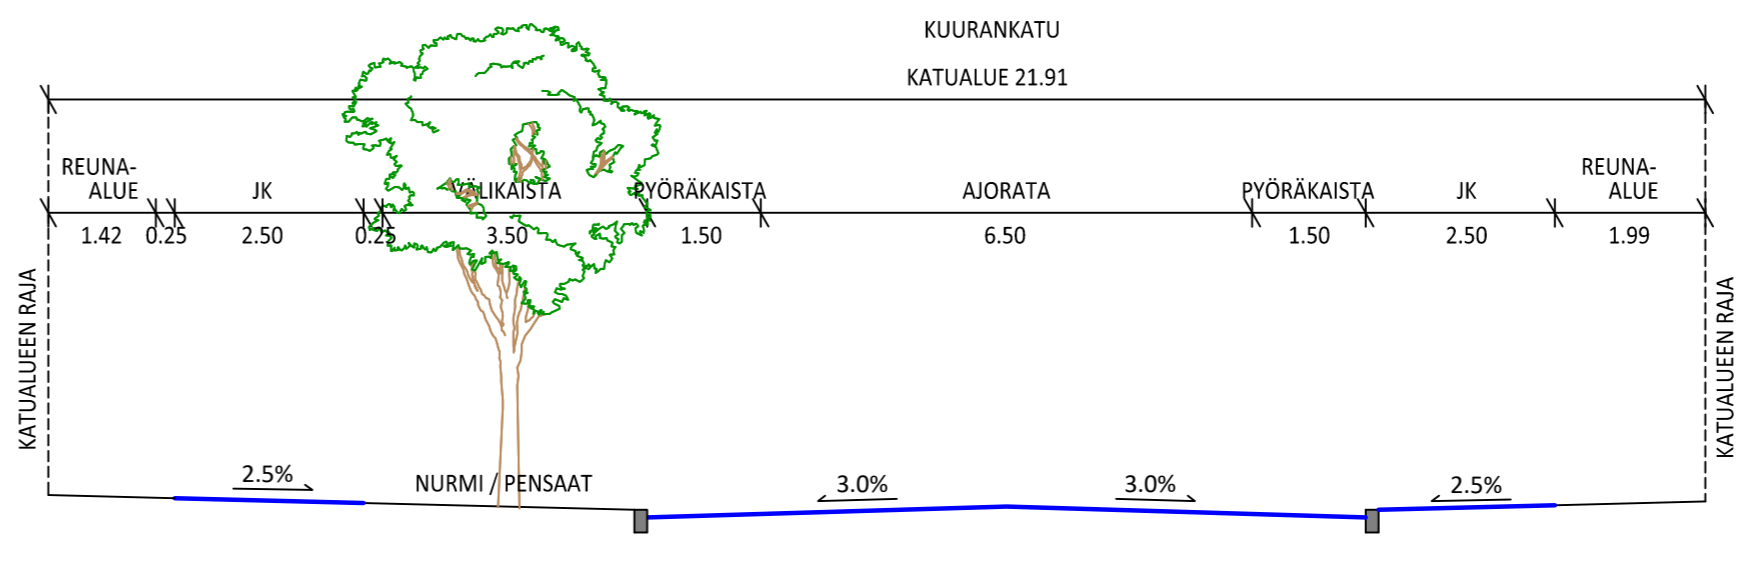 KUURANKATU
KATUALUE 21.91
REUNA-
ALUE
JK
VÄLIKAISTA
PYÖRÄKAISTA
AJORATA
PYÖRÄKAISTA
JK
REUNA-
ALUE
1.42
0.25
2.50
0.25
3.50
1.50
6.50
1.50
2.50
1.99
KATUALUEEN RAJA
KATUALUEEN RAJA
2.5%
NURMI / PENSAAT
3.0%
3.0%
2.5%